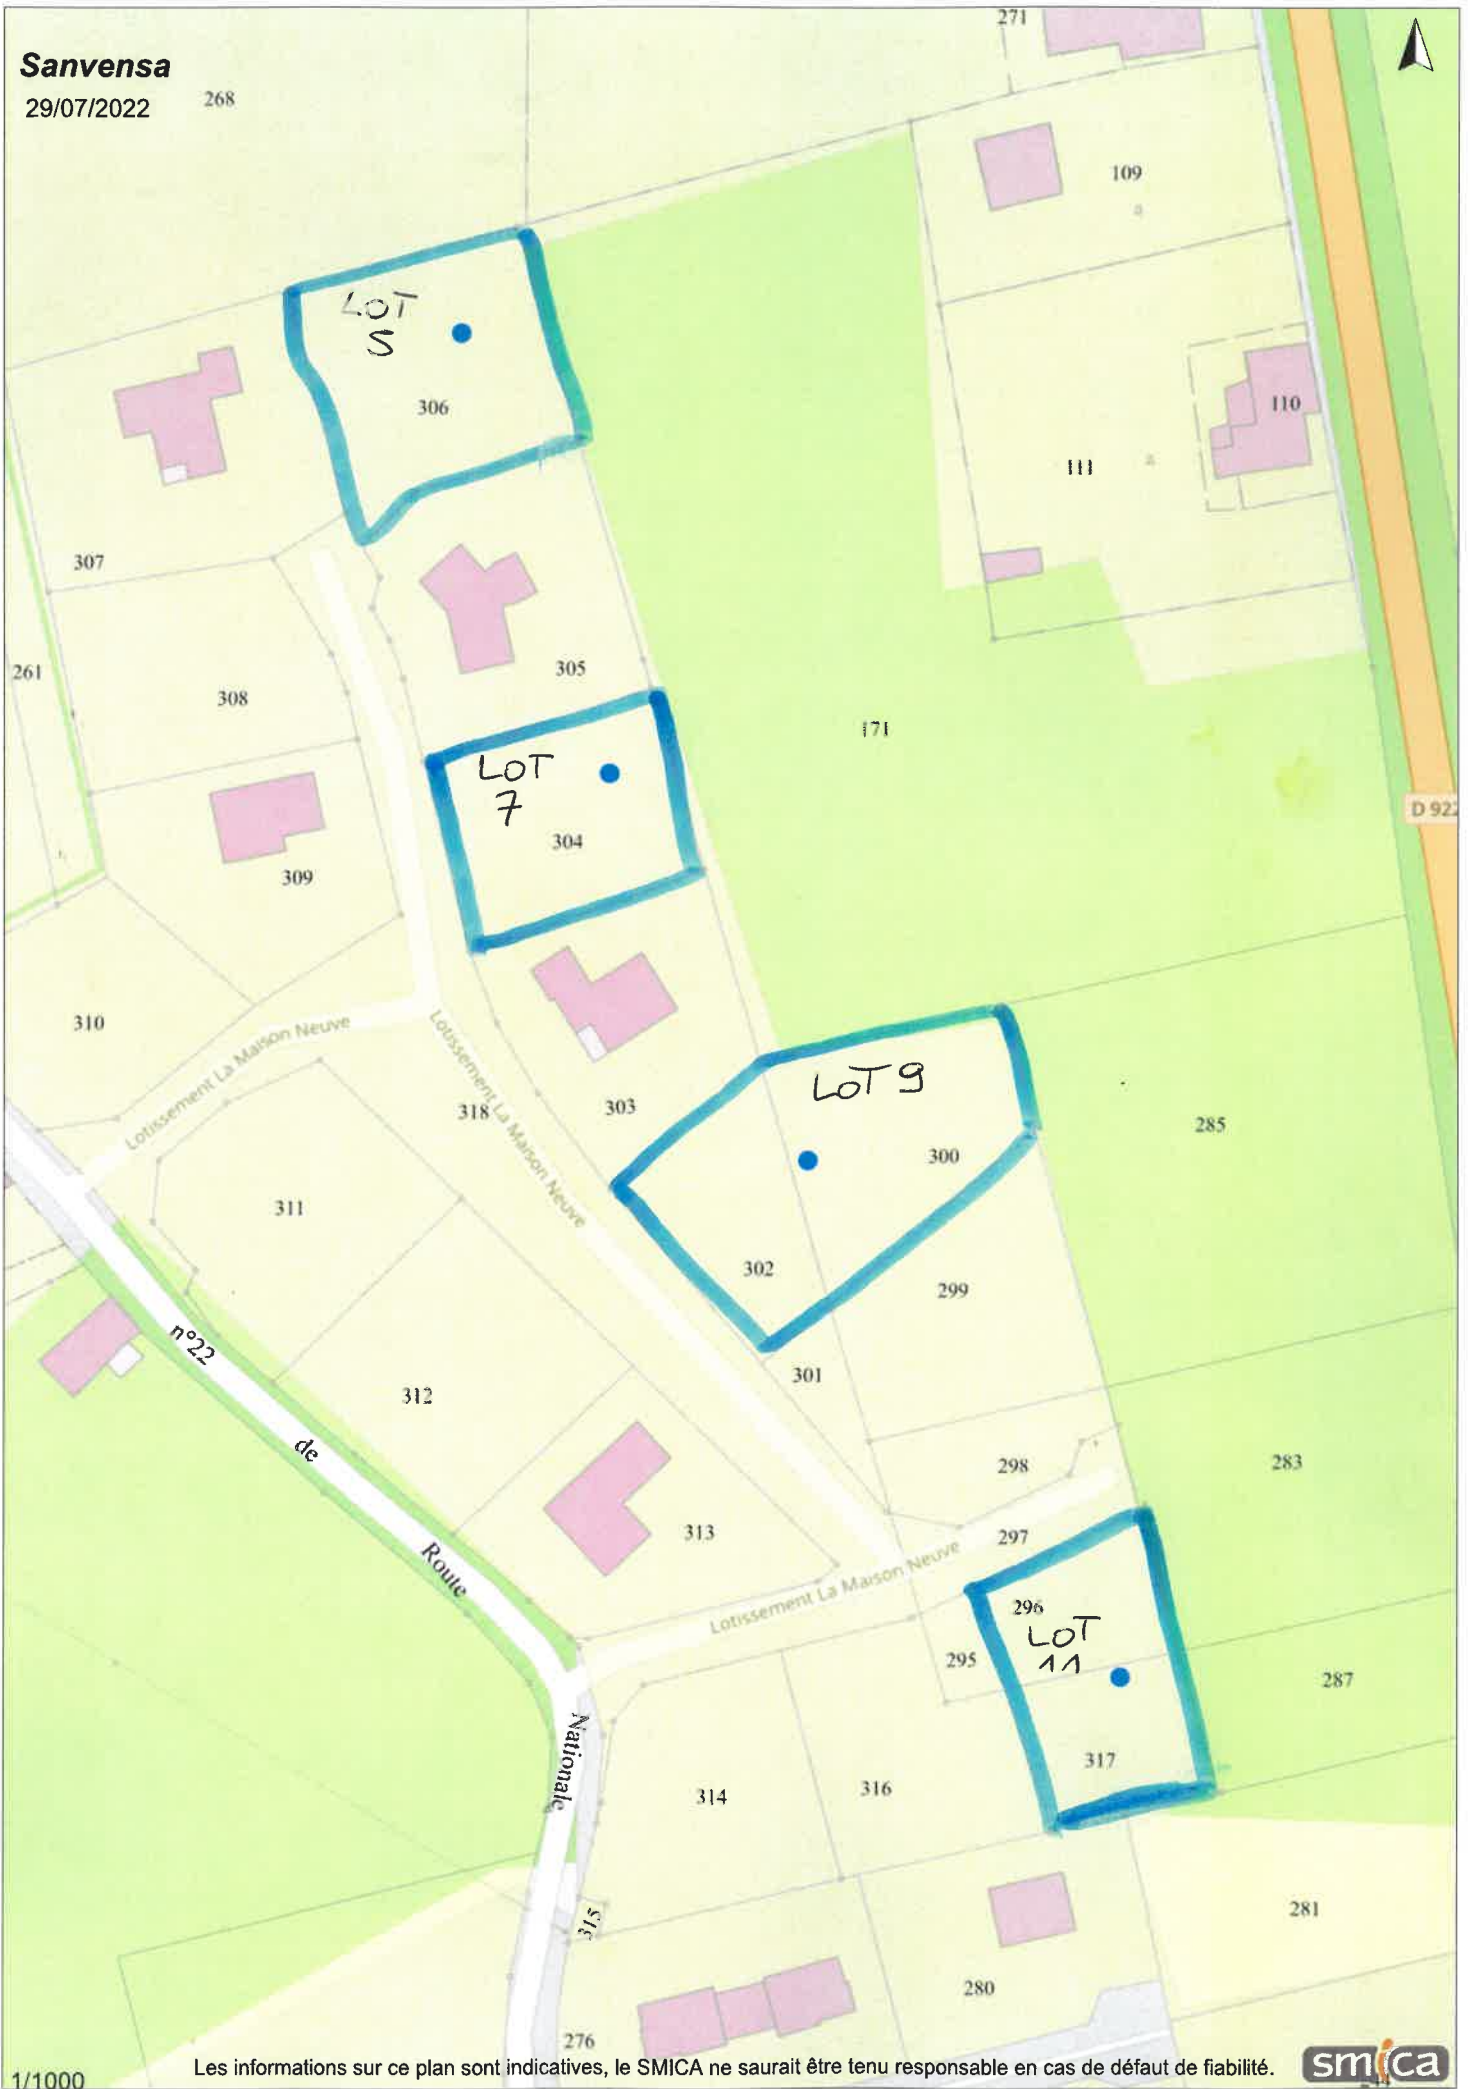 271
Sanvensa
29/07/2022
268
109
LOT
5
306
110
111
307
261
308
305
171
LOT
7
304
D 922
309
310
Lotissement La Maison Neuve
Lotissement La Maison Neuve
318
303
LOT 9
300
285
311
302
299
n°22
301
312
de
298
283
313
297
Route
Lotissement La Maison Neuve
296
LOT
11
295
287
Nationale
317
314
316
315
281
280
276
Les informations sur ce plan sont indicatives, le SMICA ne saurait être tenu responsable en cas de défaut de fiabilité.
smica
1/1000